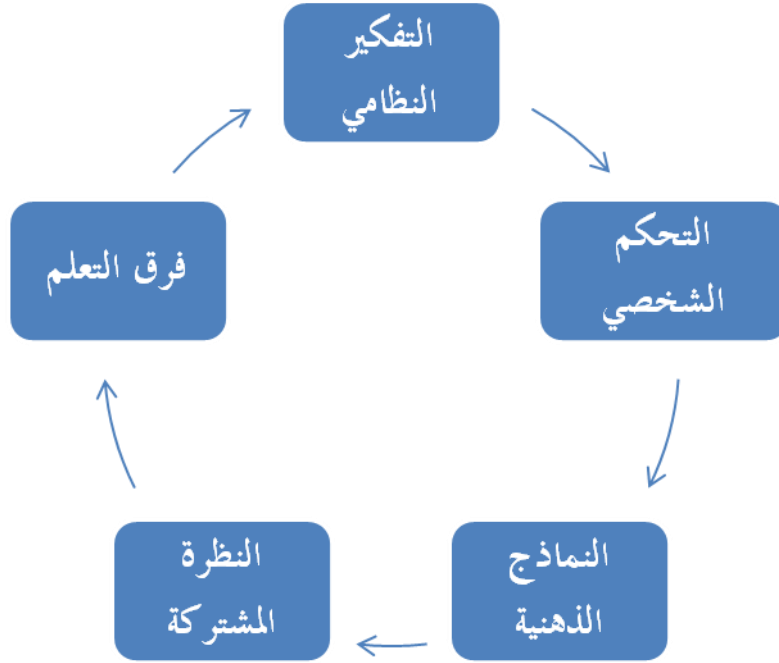 التفكير
النظامي
التحكم
الشخصي
النماذج
الذهنية
النظرة
المشتركة
فرق التعلم